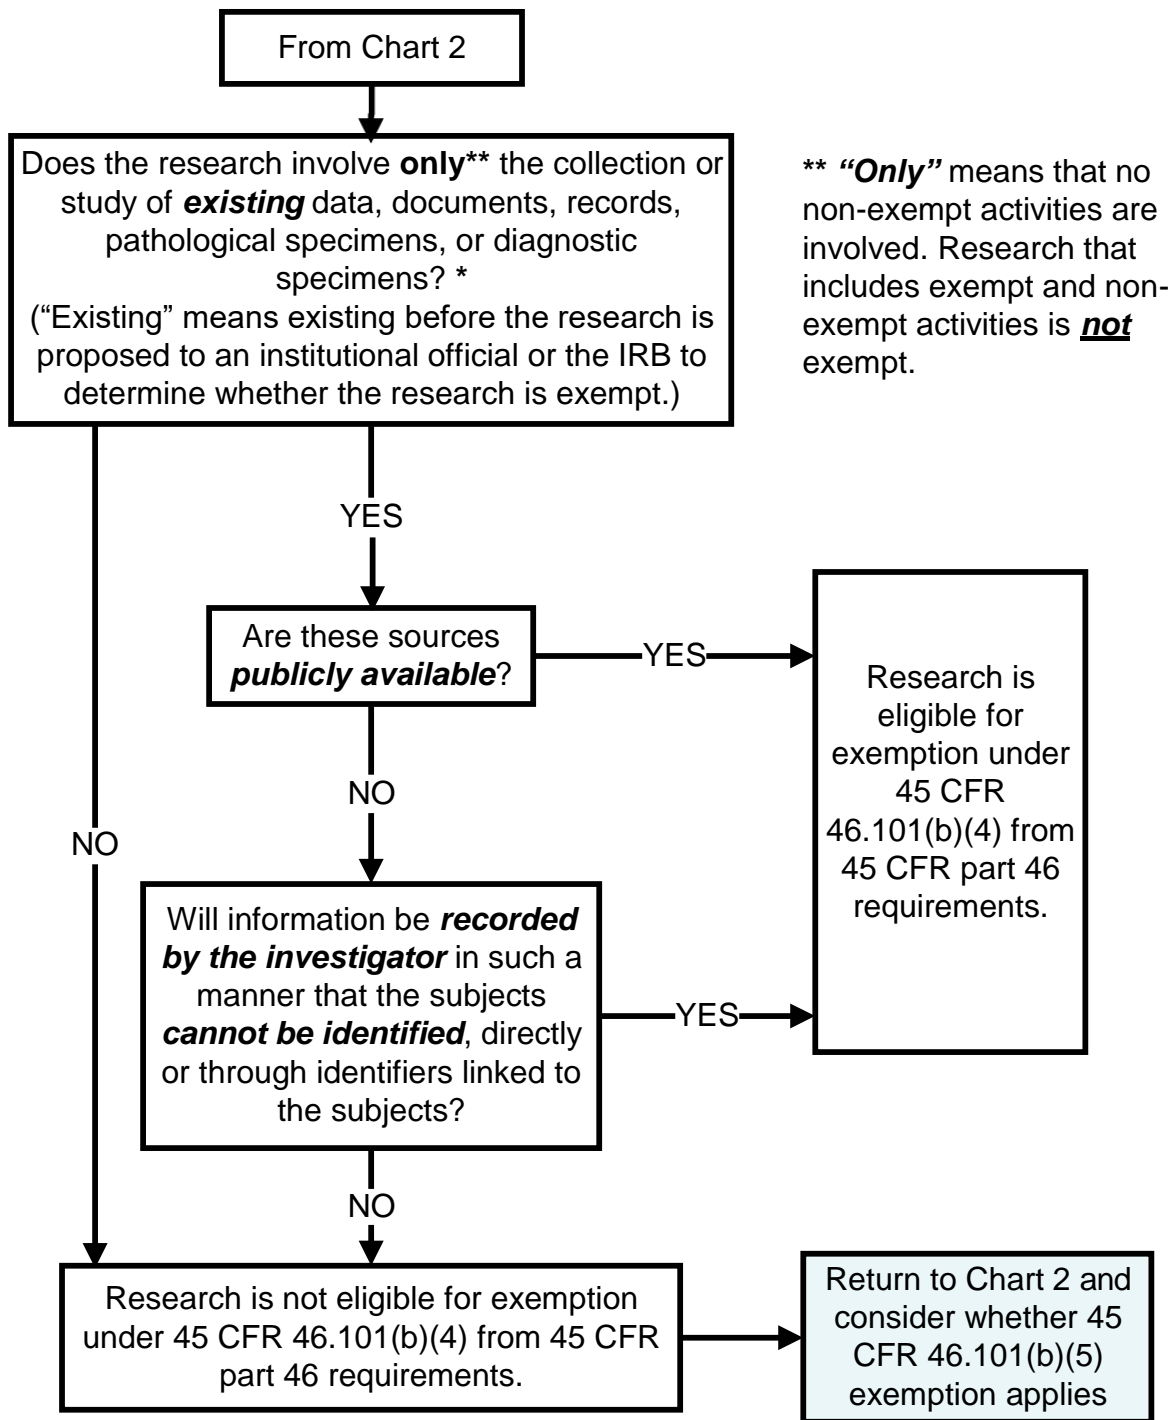 From Chart 2
Does the research involve only** the collection or
study of existing data, documents, records,
pathological specimens, or diagnostic
specimens? *
(“Existing” means existing before the research is
proposed to an institutional official or the IRB to
determine whether the research is exempt.)
** “Only” means that no
non-exempt activities are
involved. Research that
includes exempt and non-
exempt activities is not
exempt.
YES
Are these sources
publicly available?
YES
Research is
eligible for
exemption under
45 CFR
46.101(b)(4) from
45 CFR part 46
requirements.
NO
NO
Will information be recorded
by the investigator in such a
manner that the subjects
cannot be identified, directly
or through identifiers linked to
the subjects?
YES
NO
Research is not eligible for exemption
under 45 CFR 46.101(b)(4) from 45 CFR
part 46 requirements.
Return to Chart 2 and
consider whether 45
CFR 46.101(b)(5)
exemption applies